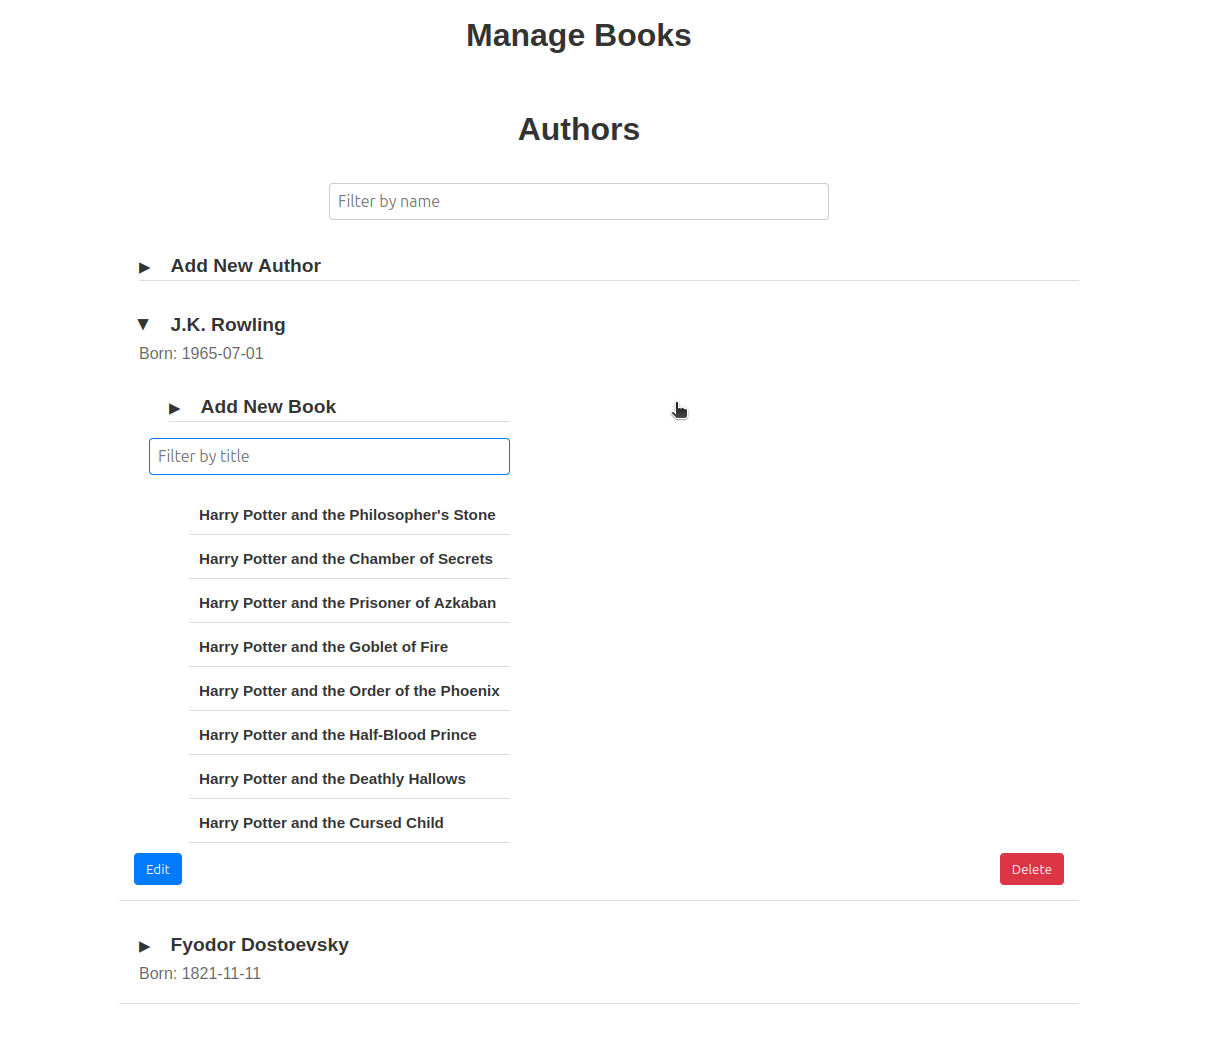 Manage Books
Authors
Filter by name
Add New Author
J.K. Rowling
Born: 1965-07-01
Add New Book
Filter by title
Harry Potter and the Philosopher's Stone
Harry Potter and the Chamber of Secrets
Harry Potter and the Prisoner of Azkaban
Harry Potter and the Goblet of Fire
Harry Potter and the Order of the Phoenix
Harry Potter and the Half-Blood Prince
Harry Potter and the Deathly Hallows
Harry Potter and the Cursed Child
Edit Delete
Fyodor Dostoevsky
Born: 1821-11-11